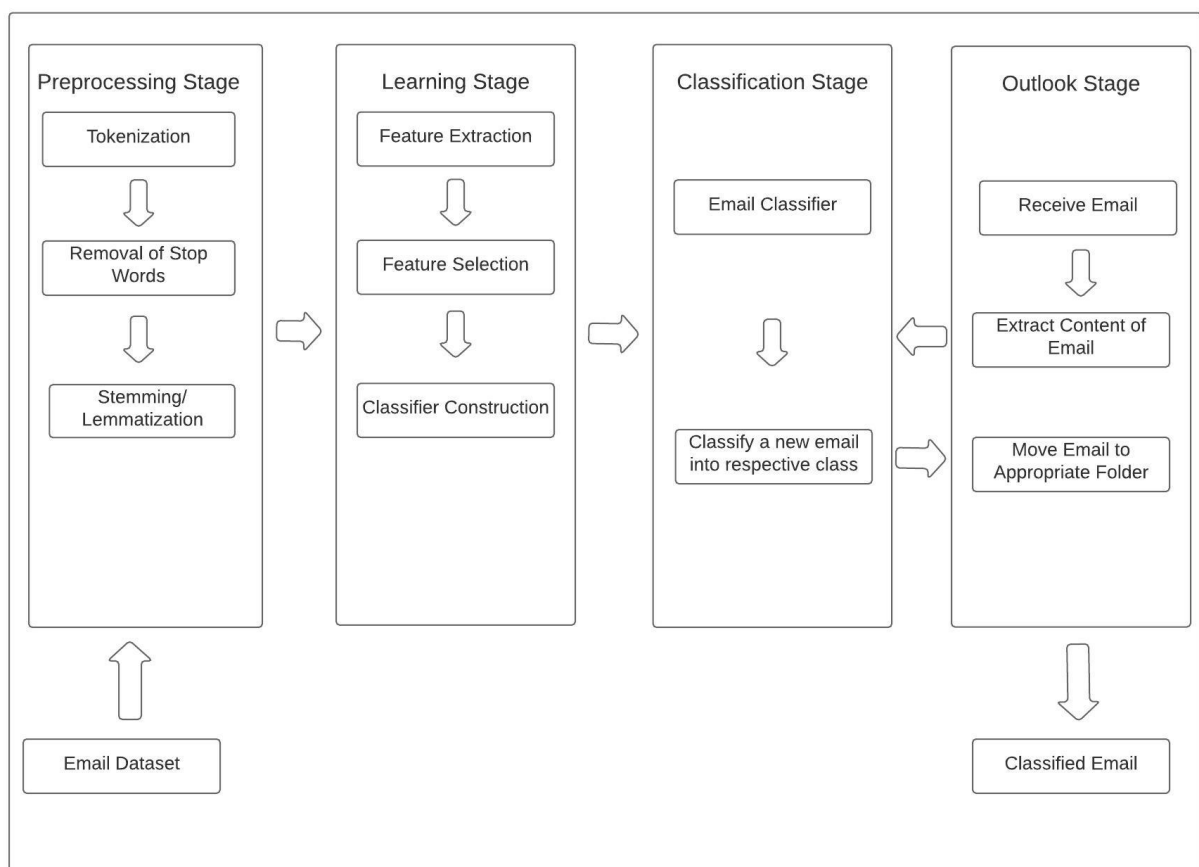 Preprocessing Stage
Tokenization
Removal of Stop
Words
Stemming/
Lemmatization
Email Dataset
Learning Stage
Feature Extraction
Feature Selection
Classifier Construction
Classification Stage
Email Classifier
Classify a new email
into respective class
Outlook Stage
Receive Email
Extract Content of
Email
Move Email to
Appropriate Folder
Classified Email